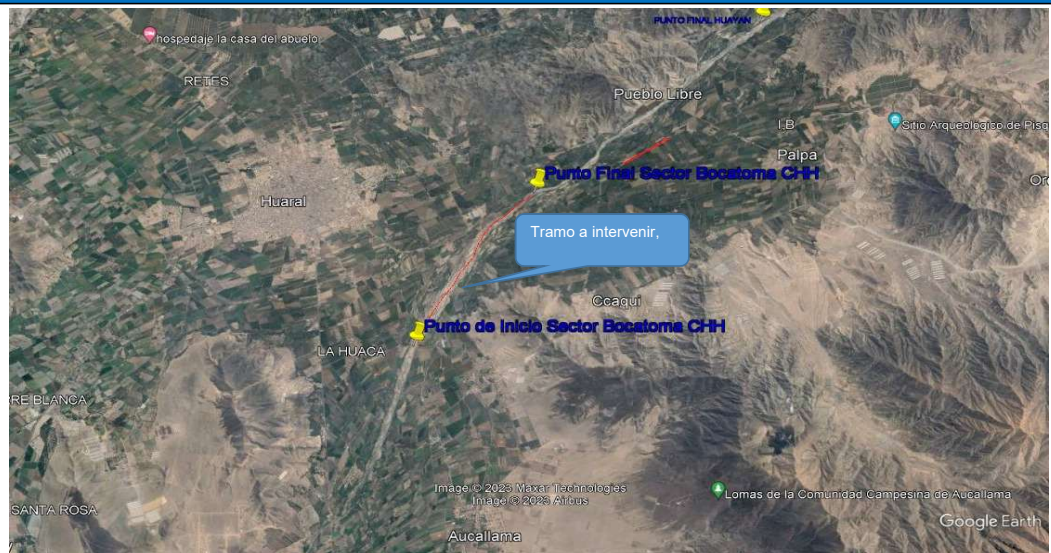 PUNTO FINAL HUAYAN
hospedaje la casa del abuelo
RETES
Pueblo Libre
I.B
Sitio Arqueologico de Pisq
Palpa
Punto Final Sector Bocatoma CHH
Oro
Huaral
Tramo a intervenir,
Ccaqui
Punto de Inicio Sector Bocatoma CHH
LA HUACA
RRE BLANCA
Image © 2023 Maxar Technologies
Image © 2023 Airbus
Lomas de la Comunidad Campesina de Aucallama
SANTA ROSA
Google Earth
Aucallama